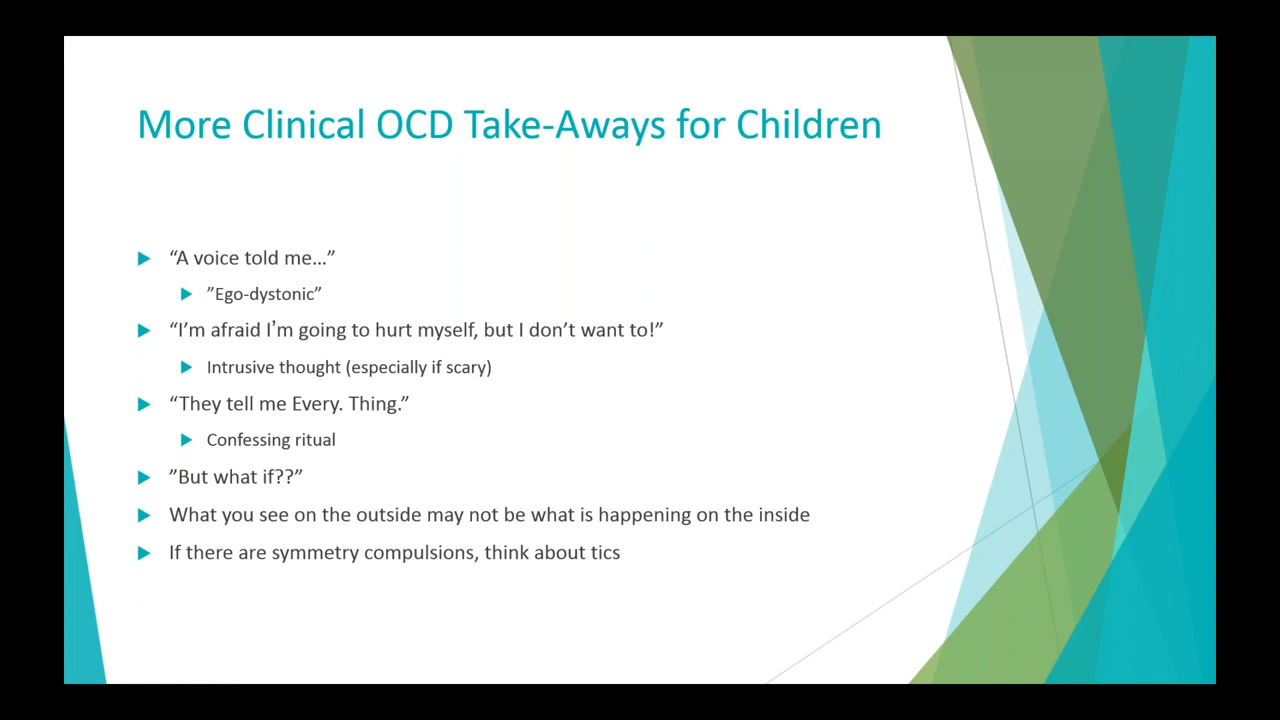 More Clinical OCD Take-Aways for Children
“A voice told me…”
”Ego-dystonic”
“I’m afraid I’m going to hurt myself, but I don’t want to!”
Intrusive thought (especially if scary)
“They tell me Every. Thing.”
Confessing ritual
”But what if??”
What you see on the outside may not be what is happening on the inside
If there are symmetry compulsions, think about tics